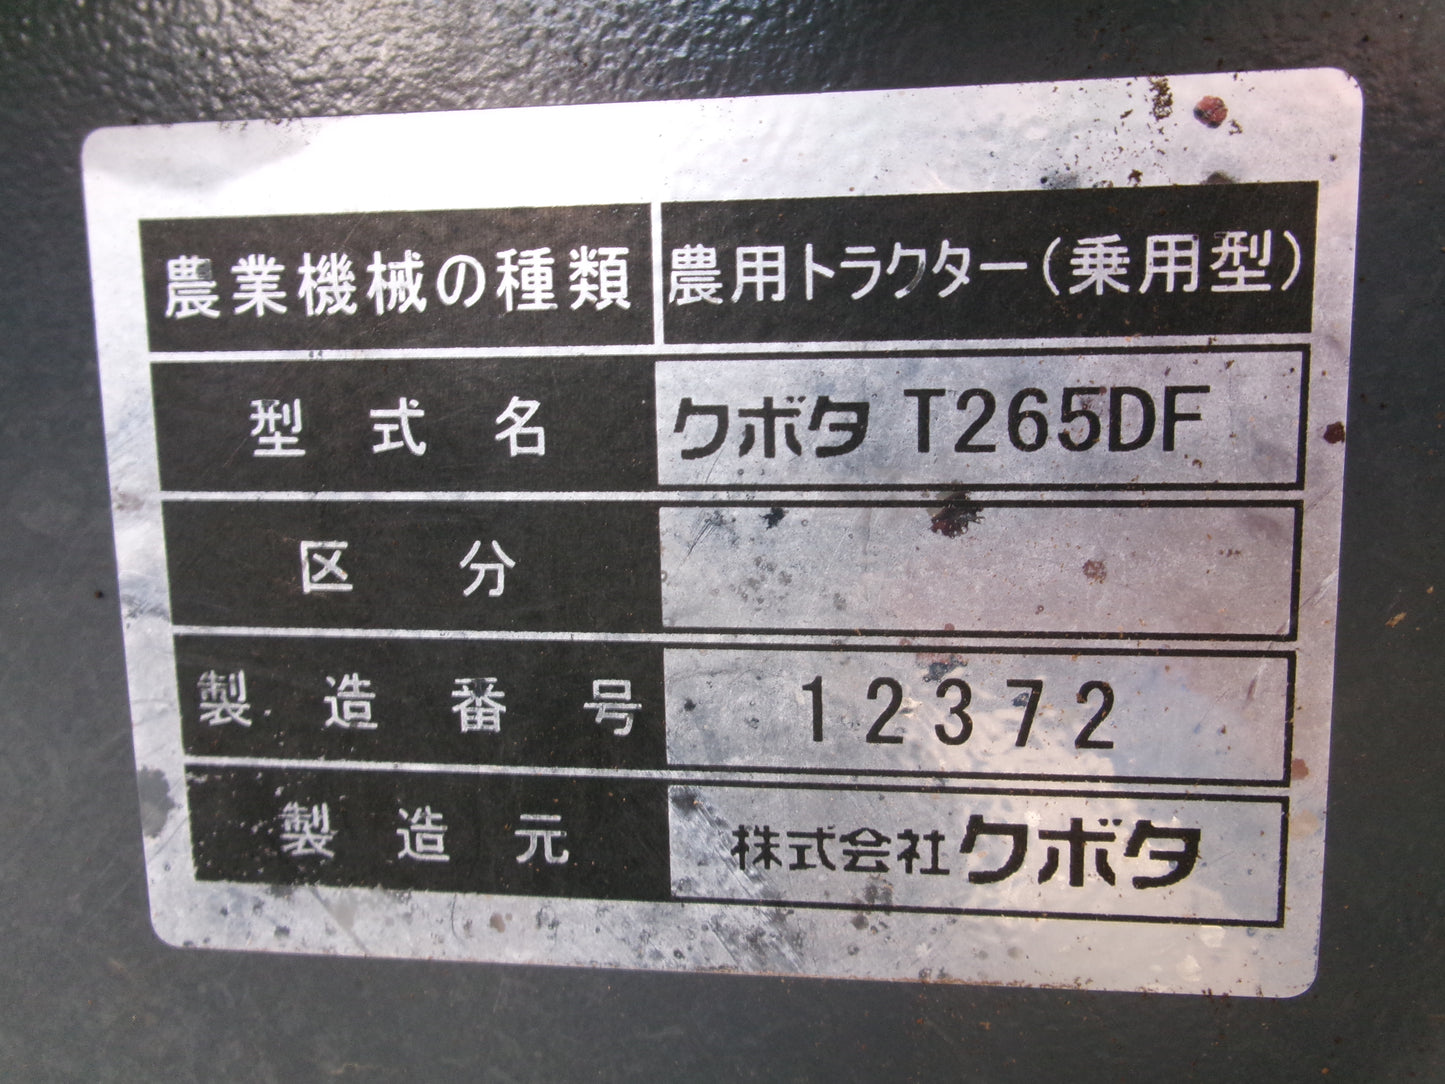 農業機械の種類 農用トラクター(乗用型)
型式名 クボタ T265DF
区分
製造番号 12372
製造元 株式会社クボタ